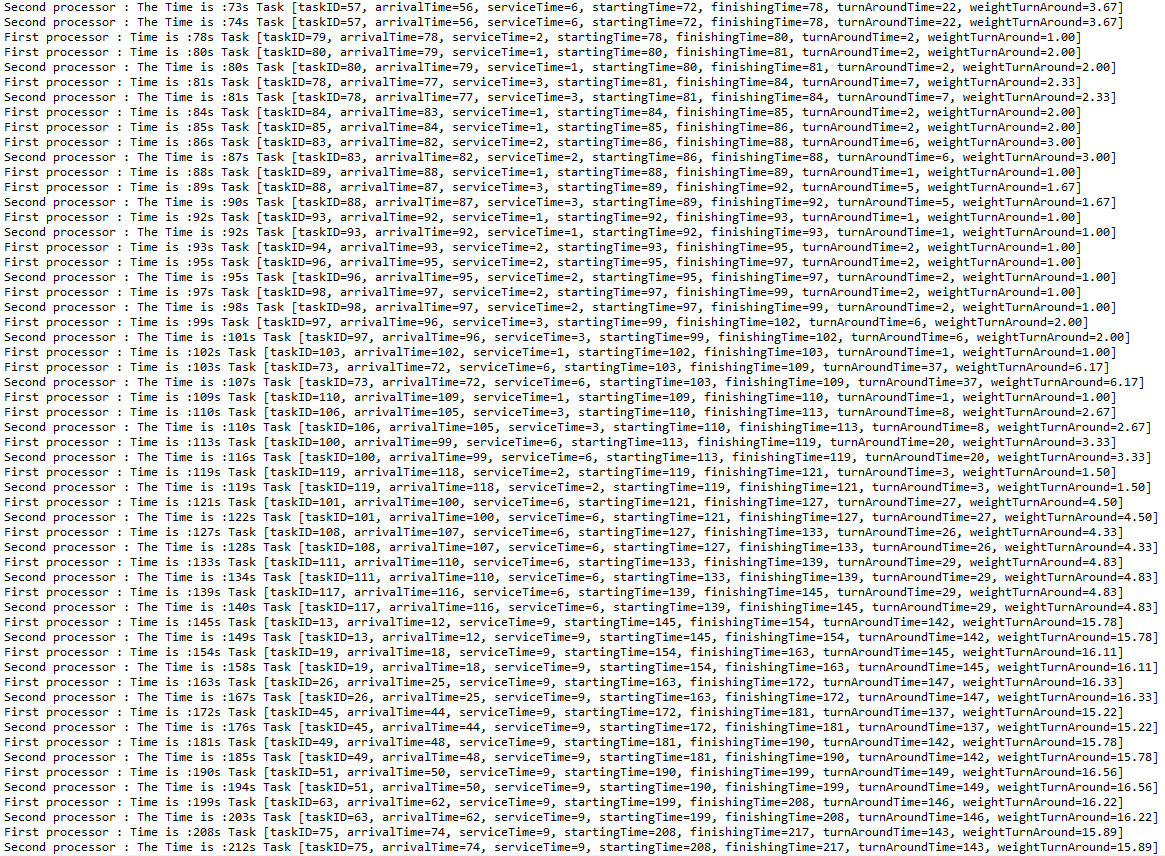 Second processor : The Time is :73s Task [taskID=57, arrivalTime=56, serviceTime=6, startingTime=72, finishingTime=78, turnAroundTime=22, weightTurnAround=3.67]
Second processor : The Time is :74s Task [taskID=57, arrivalTime=56, serviceTime=6, startingTime=72, finishingTime=78, turnAroundTime=22, weightTurnAround=3.67]
First processor : Time is :78s Task [taskID=79, arrivalTime=78, serviceTime=2, startingTime=78, finishingTime=80, turnAroundTime=2, weightTurnAround=1.00]
First processor : Time is :80s Task [taskID=80, arrivalTime=79, serviceTime=1, startingTime=80, finishingTime=81, turnAroundTime=2, weightTurnAround=2.00]
Second processor : The Time is :80s Task [taskID=80, arrivalTime=79, serviceTime=1, startingTime=80, finishingTime=81, turnAroundTime=2, weightTurnAround=2.00]
First processor : Time is :81s Task [taskID=78, arrivalTime=77, serviceTime=3, startingTime=81, finishingTime=84, turnAroundTime=7, weightTurnAround=2.33]
Second processor : The Time is :81s Task [taskID=78, arrivalTime=77, serviceTime=3, startingTime=81, finishingTime=84, turnAroundTime=7, weightTurnAround=2.33]
First processor : Time is :84s Task [taskID=84, arrivalTime=83, serviceTime=1, startingTime=84, finishingTime=85, turnAroundTime=2, weightTurnAround=2.00]
First processor : Time is :85s Task [taskID=85, arrivalTime=84, serviceTime=1, startingTime=85, finishingTime=86, turnAroundTime=2, weightTurnAround=2.00]
First processor : Time is :86s Task [taskID=83, arrivalTime=82, serviceTime=2, startingTime=86, finishingTime=88, turnAroundTime=6, weightTurnAround=3.00]
Second processor : The Time is :87s Task [taskID=83, arrivalTime=82, serviceTime=2, startingTime=86, finishingTime=88, turnAroundTime=6, weightTurnAround=3.00]
First processor : Time is :88s Task [taskID=89, arrivalTime=88, serviceTime=1, startingTime=88, finishingTime=89, turnAroundTime=1, weightTurnAround=1.00]
First processor : Time is :89s Task [taskID=88, arrivalTime=87, serviceTime=3, startingTime=89, finishingTime=92, turnAroundTime=5, weightTurnAround=1.67]
Second processor : The Time is :90s Task [taskID=88, arrivalTime=87, serviceTime=3, startingTime=89, finishingTime=92, turnAroundTime=5, weightTurnAround=1.67]
First processor : Time is :92s Task [taskID=93, arrivalTime=92, serviceTime=1, startingTime=92, finishingTime=93, turnAroundTime=1, weightTurnAround=1.00]
Second processor : The Time is :92s Task [taskID=93, arrivalTime=92, serviceTime=1, startingTime=92, finishingTime=93, turnAroundTime=1, weightTurnAround=1.00]
First processor : Time is :93s Task [taskID=94, arrivalTime=93, serviceTime=2, startingTime=93, finishingTime=95, turnAroundTime=2, weightTurnAround=1.00]
First processor : Time is :95s Task [taskID=96, arrivalTime=95, serviceTime=2, startingTime=95, finishingTime=97, turnAroundTime=2, weightTurnAround=1.00]
Second processor : The Time is :95s Task [taskID=96, arrivalTime=95, serviceTime=2, startingTime=95, finishingTime=97, turnAroundTime=2, weightTurnAround=1.00]
First processor : Time is :97s Task [taskID=98, arrivalTime=97, serviceTime=2, startingTime=97, finishingTime=99, turnAroundTime=2, weightTurnAround=1.00]
Second processor : The Time is :98s Task [taskID=98, arrivalTime=97, serviceTime=2, startingTime=97, finishingTime=99, turnAroundTime=2, weightTurnAround=1.00]
First processor : Time is :99s Task [taskID=97, arrivalTime=96, serviceTime=3, startingTime=99, finishingTime=102, turnAroundTime=6, weightTurnAround=2.00]
Second processor : The Time is :101s Task [taskID=97, arrivalTime=96, serviceTime=3, startingTime=99, finishingTime=102, turnAroundTime=6, weightTurnAround=2.00]
First processor : Time is :102s Task [taskID=103, arrivalTime=102, serviceTime=1, startingTime=102, finishingTime=103, turnAroundTime=1, weightTurnAround=1.00]
First processor : Time is :103s Task [taskID=73, arrivalTime=72, serviceTime=6, startingTime=103, finishingTime=109, turnAroundTime=37, weightTurnAround=6.17]
Second processor : The Time is :107s Task [taskID=73, arrivalTime=72, serviceTime=6, startingTime=103, finishingTime=109, turnAroundTime=37, weightTurnAround=6.17]
First processor : Time is :109s Task [taskID=110, arrivalTime=109, serviceTime=1, startingTime=109, finishingTime=110, turnAroundTime=1, weightTurnAround=1.00]
First processor : Time is :110s Task [taskID=106, arrivalTime=105, serviceTime=3, startingTime=110, finishingTime=113, turnAroundTime=8, weightTurnAround=2.67]
Second processor : The Time is :110s Task [taskID=106, arrivalTime=105, serviceTime=3, startingTime=110, finishingTime=113, turnAroundTime=8, weightTurnAround=2.67]
First processor : Time is :113s Task [taskID=100, arrivalTime=99, serviceTime=6, startingTime=113, finishingTime=119, turnAroundTime=20, weightTurnAround=3.33]
Second processor : The Time is :116s Task [taskID=100, arrivalTime=99, serviceTime=6, startingTime=113, finishingTime=119, turnAroundTime=20, weightTurnAround=3.33]
First processor : Time is :119s Task [taskID=119, arrivalTime=118, serviceTime=2, startingTime=119, finishingTime=121, turnAroundTime=3, weightTurnAround=1.50]
Second processor : The Time is :119s Task [taskID=119, arrivalTime=118, serviceTime=2, startingTime=119, finishingTime=121, turnAroundTime=3, weightTurnAround=1.50]
First processor : Time is :121s Task [taskID=101, arrivalTime=100, serviceTime=6, startingTime=121, finishingTime=127, turnAroundTime=27, weightTurnAround=4.50]
Second processor : The Time is :122s Task [taskID=101, arrivalTime=100, serviceTime=6, startingTime=121, finishingTime=127, turnAroundTime=27, weightTurnAround=4.50]
First processor : Time is :127s Task [taskID=108, arrivalTime=107, serviceTime=6, startingTime=127, finishingTime=133, turnAroundTime=26, weightTurnAround=4.33]
Second processor : The Time is :128s Task [taskID=108, arrivalTime=107, serviceTime=6, startingTime=127, finishingTime=133, turnAroundTime=26, weightTurnAround=4.33]
First processor : Time is :133s Task [taskID=111, arrivalTime=110, serviceTime=6, startingTime=133, finishingTime=139, turnAroundTime=29, weightTurnAround=4.83]
Second processor : The Time is :134s Task [taskID=111, arrivalTime=110, serviceTime=6, startingTime=133, finishingTime=139, turnAroundTime=29, weightTurnAround=4.83]
First processor : Time is :139s Task [taskID=117, arrivalTime=116, serviceTime=6, startingTime=139, finishingTime=145, turnAroundTime=29, weightTurnAround=4.83]
Second processor : The Time is :140s Task [taskID=117, arrivalTime=116, serviceTime=6, startingTime=139, finishingTime=145, turnAroundTime=29, weightTurnAround=4.83]
First processor : Time is :145s Task [taskID=13, arrivalTime=12, serviceTime=9, startingTime=145, finishingTime=154, turnAroundTime=142, weightTurnAround=15.78]
Second processor : The Time is :149s Task [taskID=13, arrivalTime=12, serviceTime=9, startingTime=145, finishingTime=154, turnAroundTime=142, weightTurnAround=15.78]
First processor : Time is :154s Task [taskID=19, arrivalTime=18, serviceTime=9, startingTime=154, finishingTime=163, turnAroundTime=145, weightTurnAround=16.11]
Second processor : The Time is :158s Task [taskID=19, arrivalTime=18, serviceTime=9, startingTime=154, finishingTime=163, turnAroundTime=145, weightTurnAround=16.11]
First processor : Time is :163s Task [taskID=26, arrivalTime=25, serviceTime=9, startingTime=163, finishingTime=172, turnAroundTime=147, weightTurnAround=16.33]
Second processor : The Time is :167s Task [taskID=26, arrivalTime=25, serviceTime=9, startingTime=163, finishingTime=172, turnAroundTime=147, weightTurnAround=16.33]
First processor : Time is :172s Task [taskID=45, arrivalTime=44, serviceTime=9, startingTime=172, finishingTime=181, turnAroundTime=137, weightTurnAround=15.22]
Second processor : The Time is :176s Task [taskID=45, arrivalTime=44, serviceTime=9, startingTime=172, finishingTime=181, turnAroundTime=137, weightTurnAround=15.22]
First processor : Time is :181s Task [taskID=49, arrivalTime=48, serviceTime=9, startingTime=181, finishingTime=190, turnAroundTime=142, weightTurnAround=15.78]
Second processor : The Time is :185s Task [taskID=49, arrivalTime=48, serviceTime=9, startingTime=181, finishingTime=190, turnAroundTime=142, weightTurnAround=15.78]
First processor : Time is :190s Task [taskID=51, arrivalTime=50, serviceTime=9, startingTime=190, finishingTime=199, turnAroundTime=149, weightTurnAround=16.56]
Second processor : The Time is :194s Task [taskID=51, arrivalTime=50, serviceTime=9, startingTime=190, finishingTime=199, turnAroundTime=149, weightTurnAround=16.56]
First processor : Time is :199s Task [taskID=63, arrivalTime=62, serviceTime=9, startingTime=199, finishingTime=208, turnAroundTime=146, weightTurnAround=16.22]
Second processor : The Time is :203s Task [taskID=63, arrivalTime=62, serviceTime=9, startingTime=199, finishingTime=208, turnAroundTime=146, weightTurnAround=16.22]
First processor : Time is :208s Task [taskID=75, arrivalTime=74, serviceTime=9, startingTime=208, finishingTime=217, turnAroundTime=143, weightTurnAround=15.89]
Second processor : The Time is :212s Task [taskID=75, arrivalTime=74, serviceTime=9, startingTime=208, finishingTime=217, turnAroundTime=143, weightTurnAround=15.89]